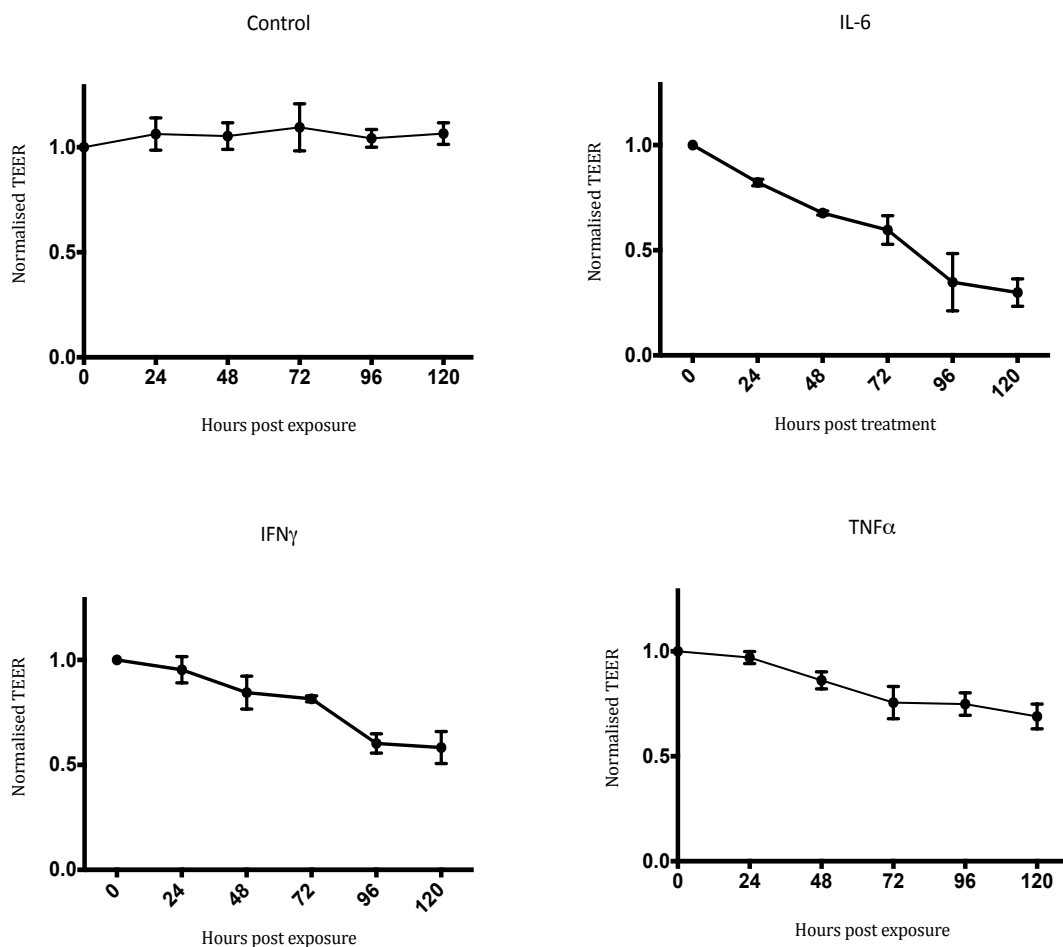 Control
Normalised TEER
1.0
0.5
0.0
0 24 48 72 96 120
Hours post exposure
IL-6
Normalised TEER
1.0
0.5
0.0
0 24 48 72 96 120
Hours post treatment
IFNγ
Normalised TEER
1.0
0.5
0.0
0 24 48 72 96 120
Hours post exposure
TNFα
Normalised TEER
1.0
0.5
0.0
0 24 48 72 96 120
Hours post exposure